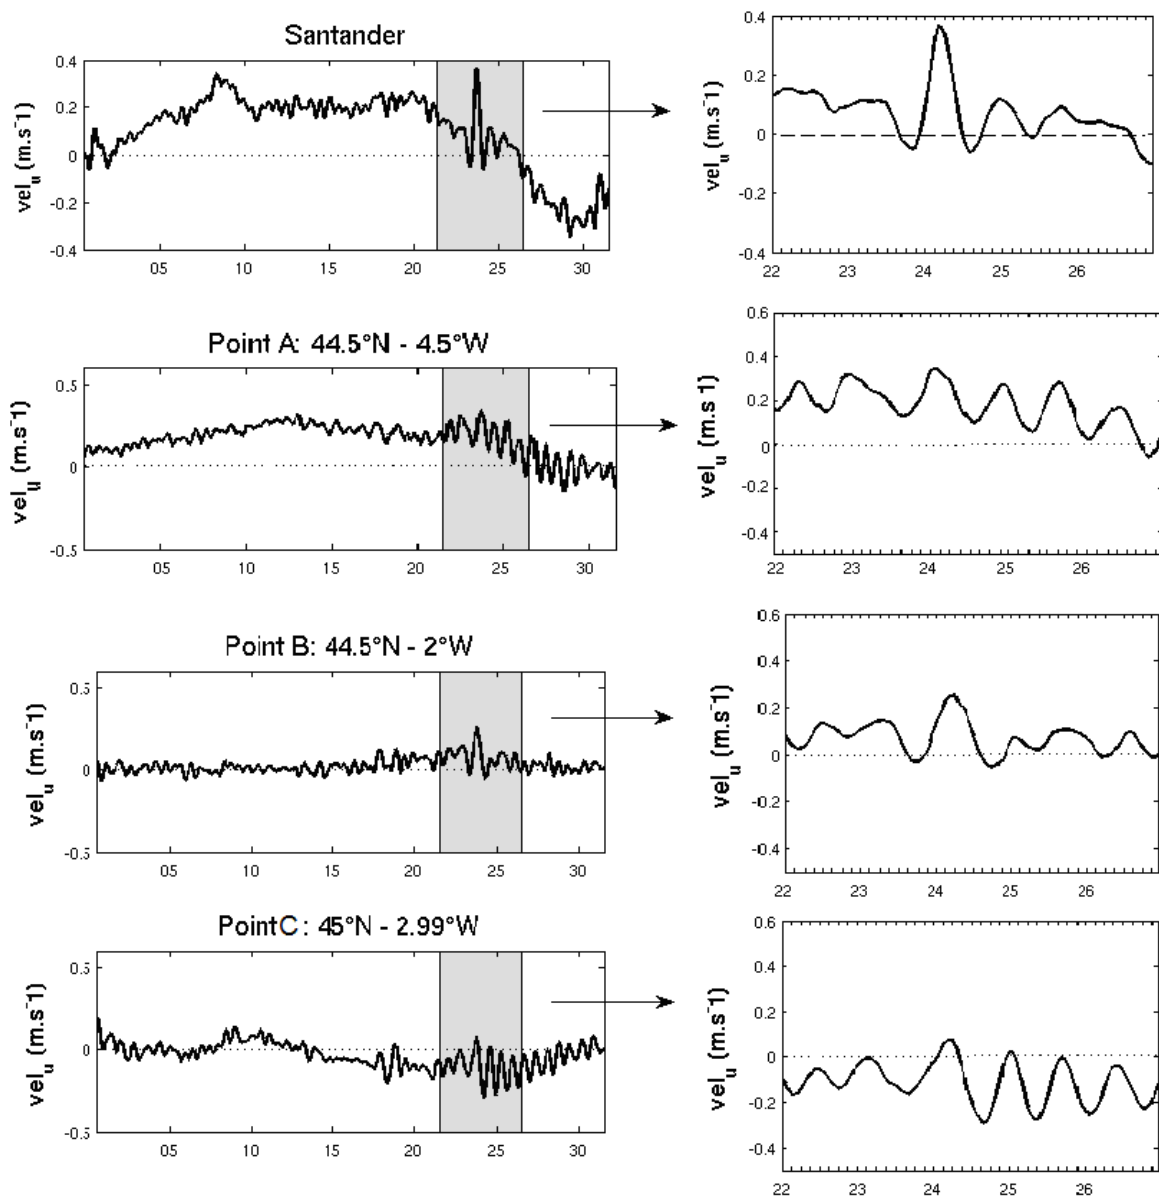 Santander
0.4
0.2
0
-0.2
-0.4
vel_u (m.s⁻¹)
05 10 15 20 25 30
0.4
0.2
0
-0.2
-0.4
vel_u (m.s⁻¹)
22 23 24 25 26
Point A: 44.5°N - 4.5°W
0.5
0
-0.5
vel_u (m.s⁻¹)
05 10 15 20 25 30
0.6
0.4
0.2
0
-0.2
-0.4
vel_u (m.s 1)
22 23 24 25 26
Point B: 44.5°N - 2°W
0.5
0
-0.5
vel_u (m.s⁻¹)
05 10 15 20 25 30
0.6
0.4
0.2
0
-0.2
-0.4
vel_u (m.s⁻¹)
22 23 24 25 26
PointC: 45°N - 2.99°W
0.5
0
-0.5
vel_u (m.s⁻¹)
05 10 15 20 25 30
0.6
0.4
0.2
0
-0.2
-0.4
vel_u (m.s⁻¹)
22 23 24 25 26